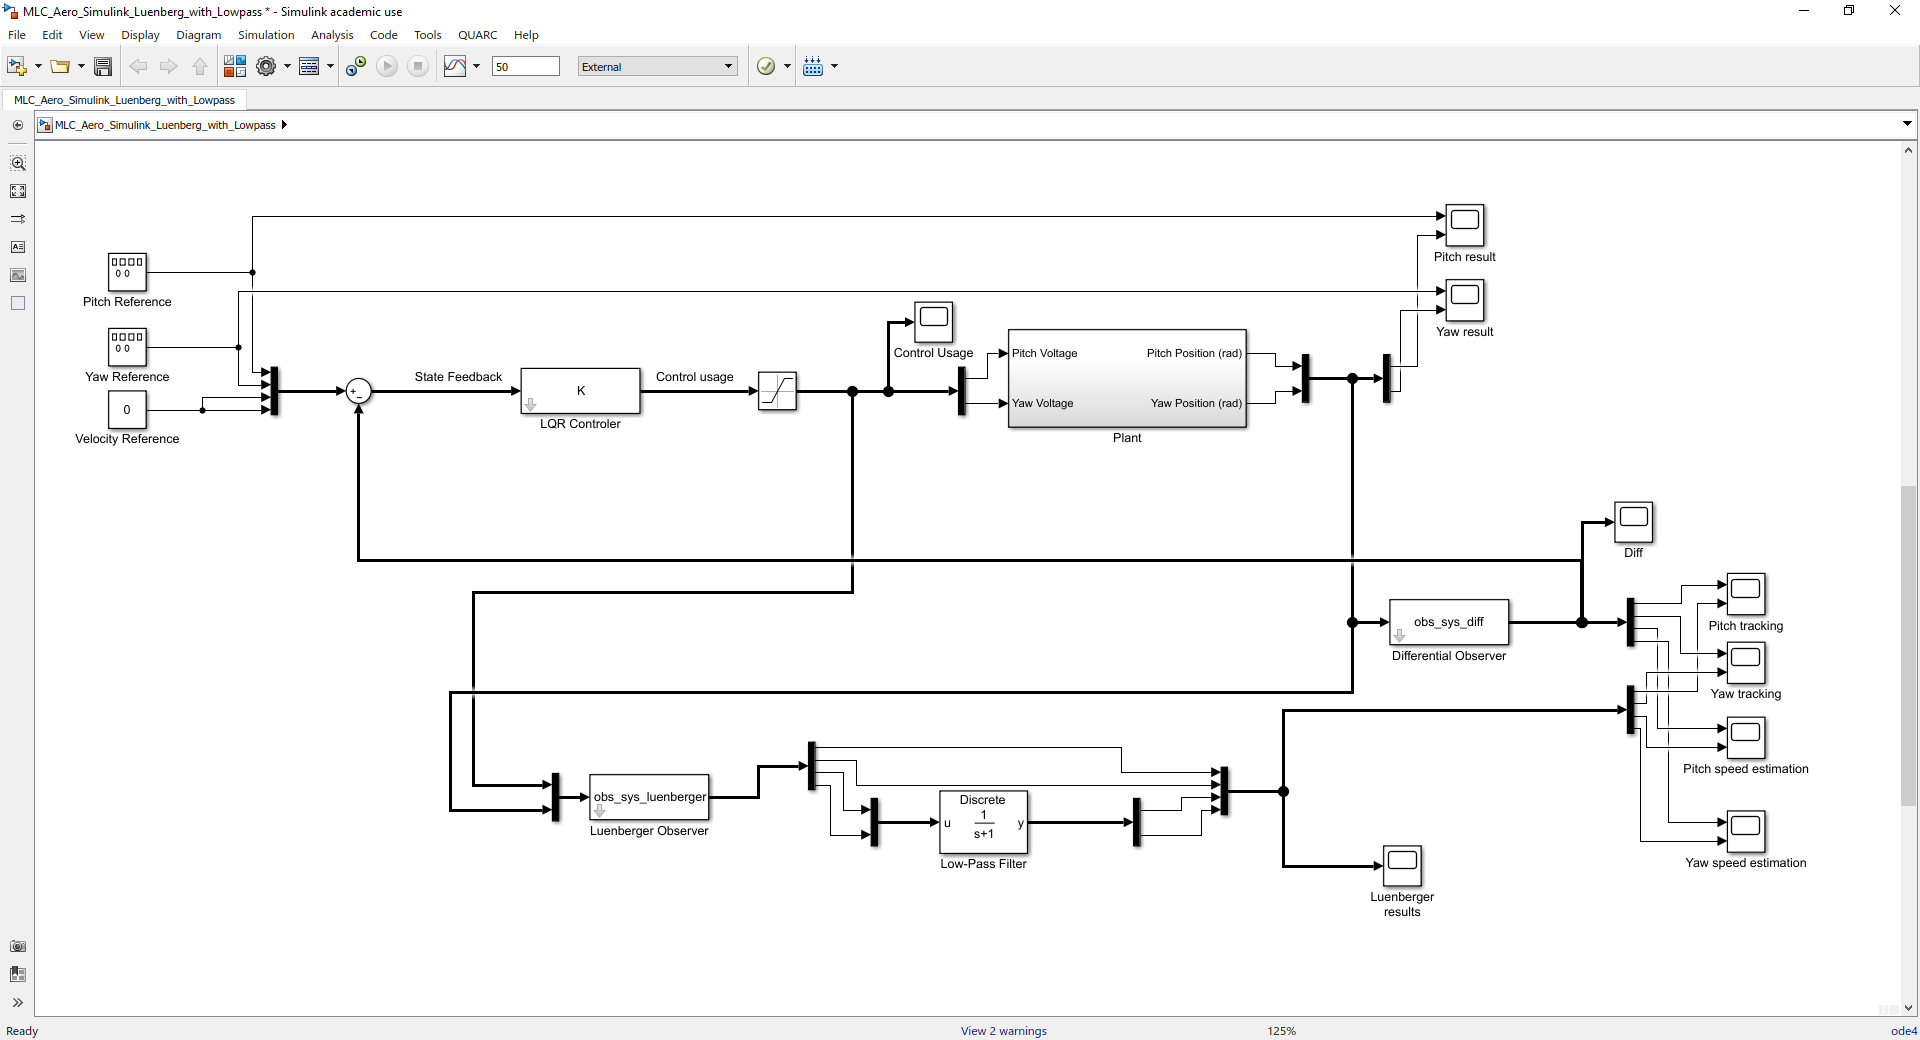 MLC_Aero_Simulink_Luenberg_with_Lowpass * - Simulink academic use
File Edit View Display Diagram Simulation Analysis Code Tools QUARC Help
50 External
MLC_Aero_Simulink_Luenberg_with_Lowpass
MLC_Aero_Simulink_Luenberg_with_Lowpass
Pitch result
Pitch Reference
Yaw result
Control Usage
Yaw Reference
Pitch Voltage Pitch Position (rad)
Yaw Voltage Yaw Position (rad)
Plant
State Feedback
Control usage
+
−
K
LQR Controler
0
Velocity Reference
Diff
obs_sys_diff
Differential Observer
Pitch tracking
Yaw tracking
Pitch speed estimation
Yaw speed estimation
obs_sys_luenberger
Luenberger Observer
Discrete
u 1 y
s+1
Low-Pass Filter
Luenberger
results
Ready View 2 warnings 125% ode4